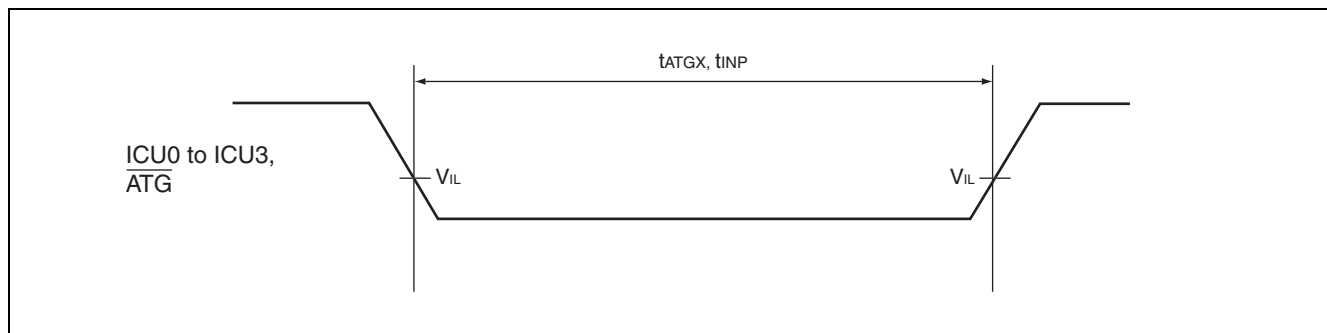 tATGX, tINP
ICU0 to ICU3,
ATG
VIL
VIL